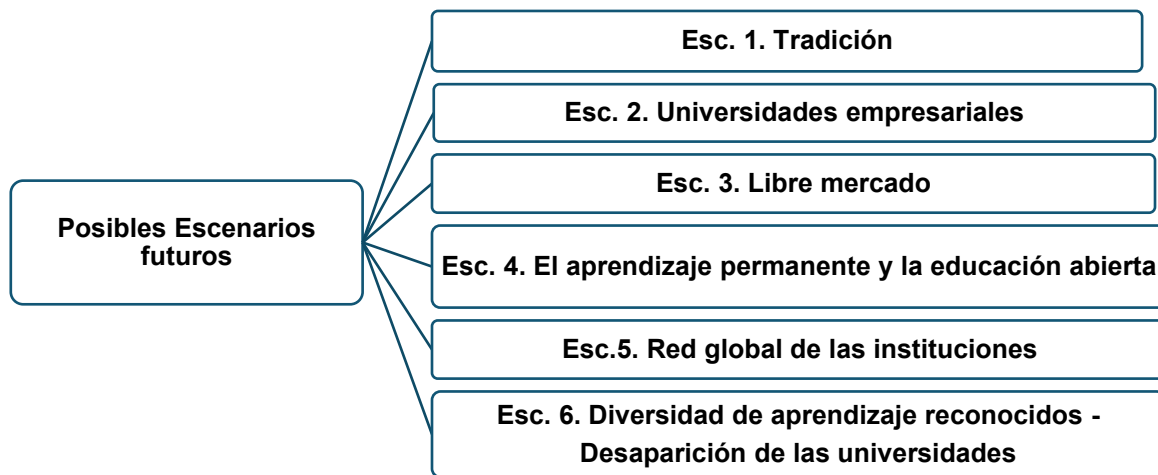 Posibles Escenarios
futuros
Esc. 1. Tradición
Esc. 2. Universidades empresariales
Esc. 3. Libre mercado
Esc. 4. El aprendizaje permanente y la educación abierta
Esc.5. Red global de las instituciones
Esc. 6. Diversidad de aprendizaje reconocidos -
Desaparición de las universidades